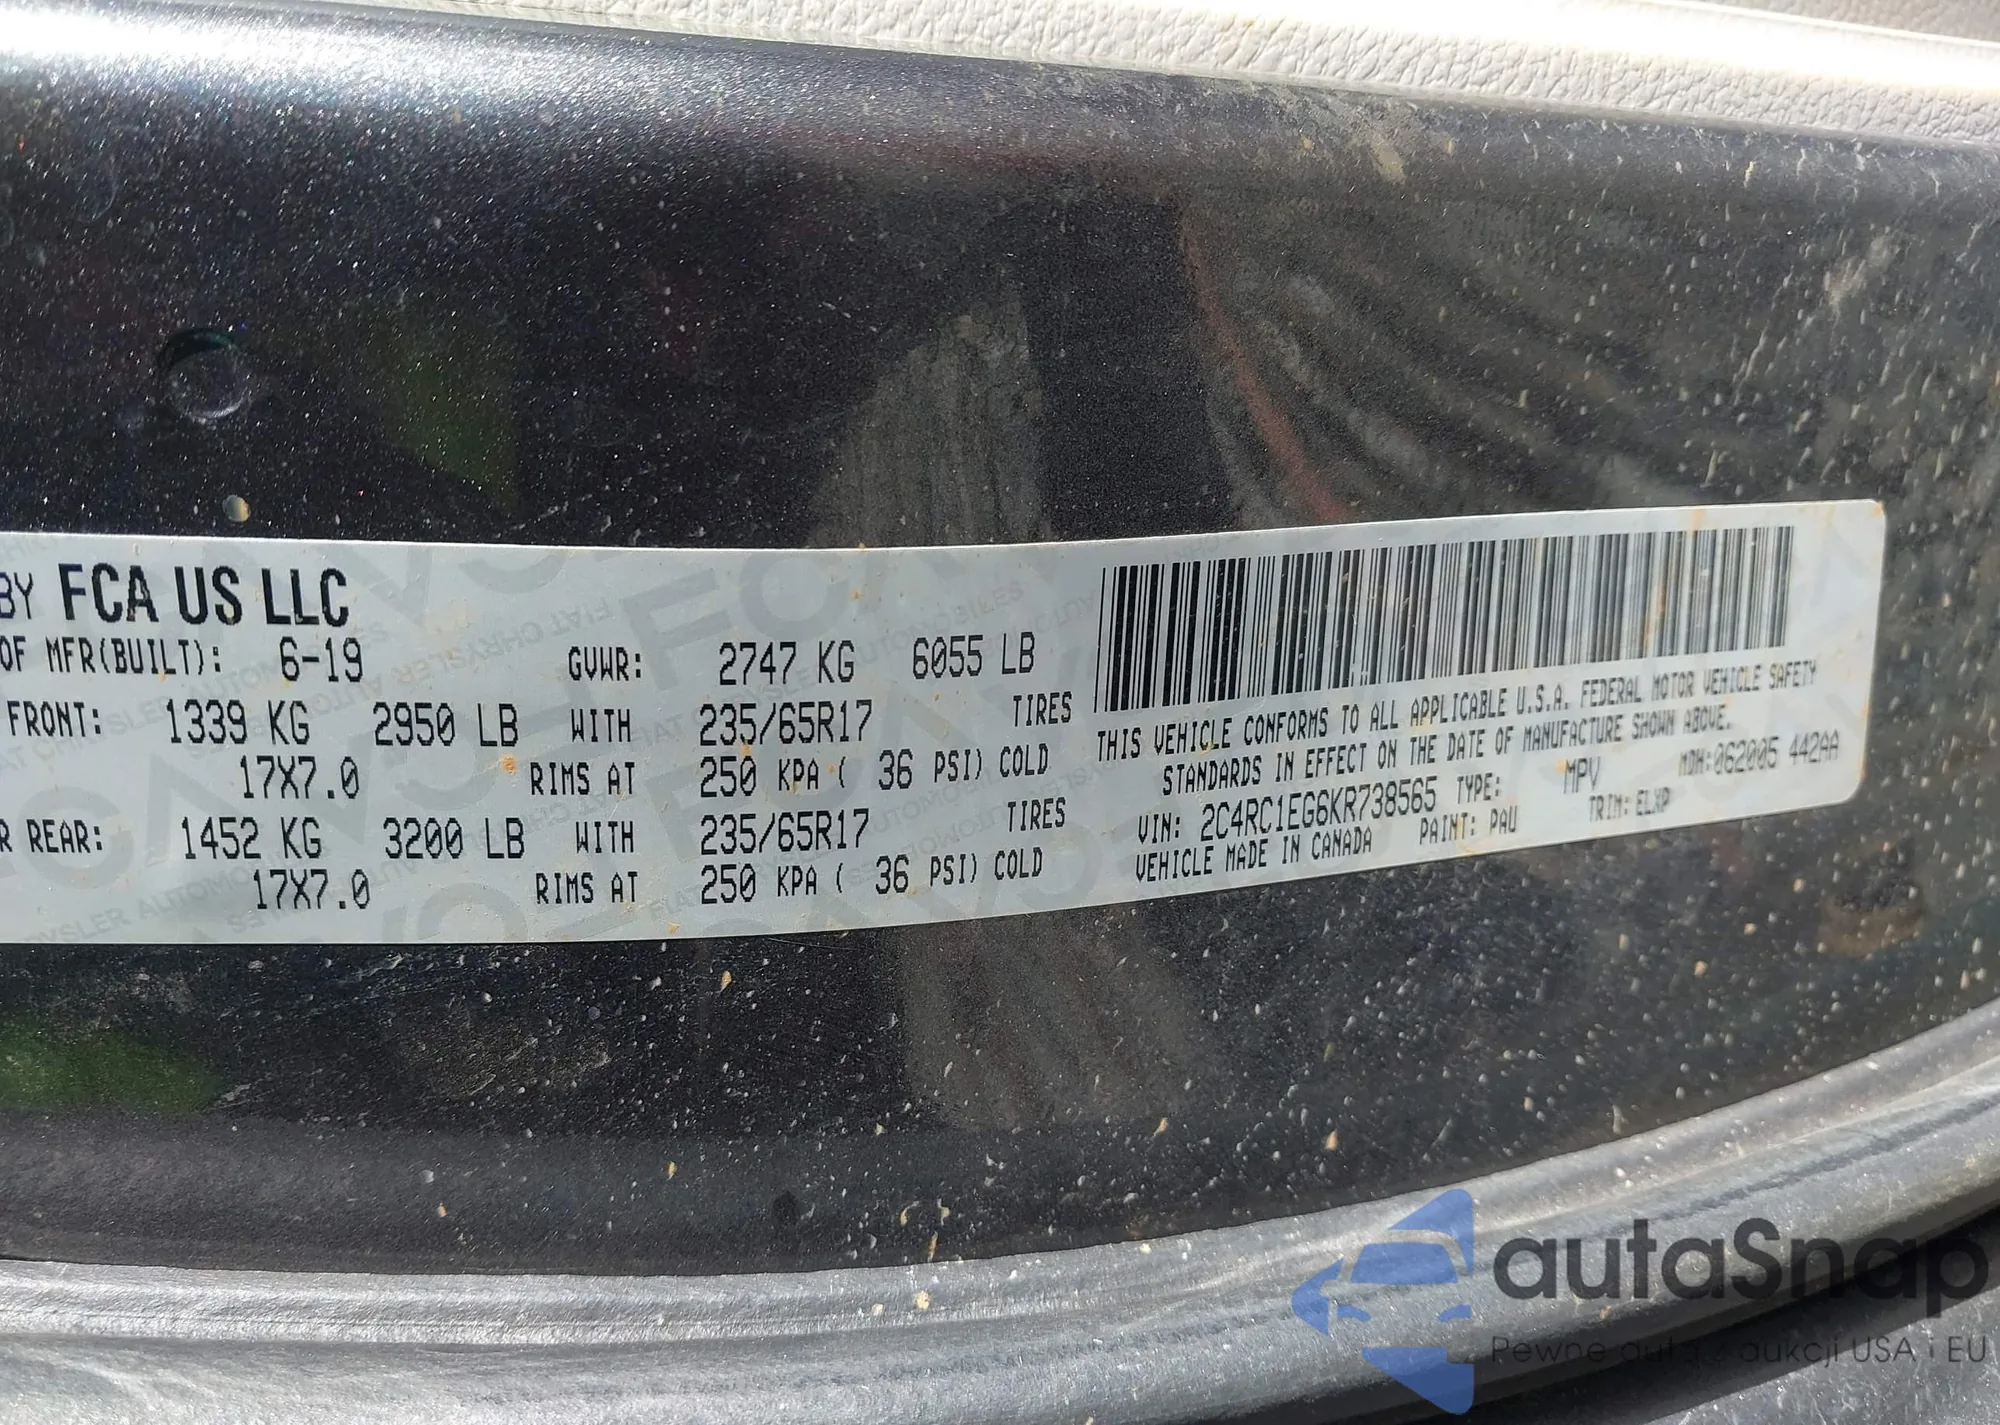 BY FCA US LLC
OF MFR(BUILT): 6-19 GVWR: 2747 KG 6055 LB
FRONT: 1339 KG 2950 LB WITH 235/65R17 TIRES
17X7.0 RIMS AT 250 KPA ( 36 PSI) COLD
R REAR: 1452 KG 3200 LB WITH 235/65R17 TIRES
17X7.0 RIMS AT 250 KPA ( 36 PSI) COLD
THIS VEHICLE CONFORMS TO ALL APPLICABLE U.S.A. FEDERAL MOTOR VEHICLE SAFETY
STANDARDS IN EFFECT ON THE DATE OF MANUFACTURE SHOWN ABOVE.
VIN: 2C4RC1EG6KR738565 TYPE: MPV MDH:062005 442AA
VEHICLE MADE IN CANADA PAINT: PAU TRIM: ELXP
autaSnap
Pewne auta z aukcji USA i EU